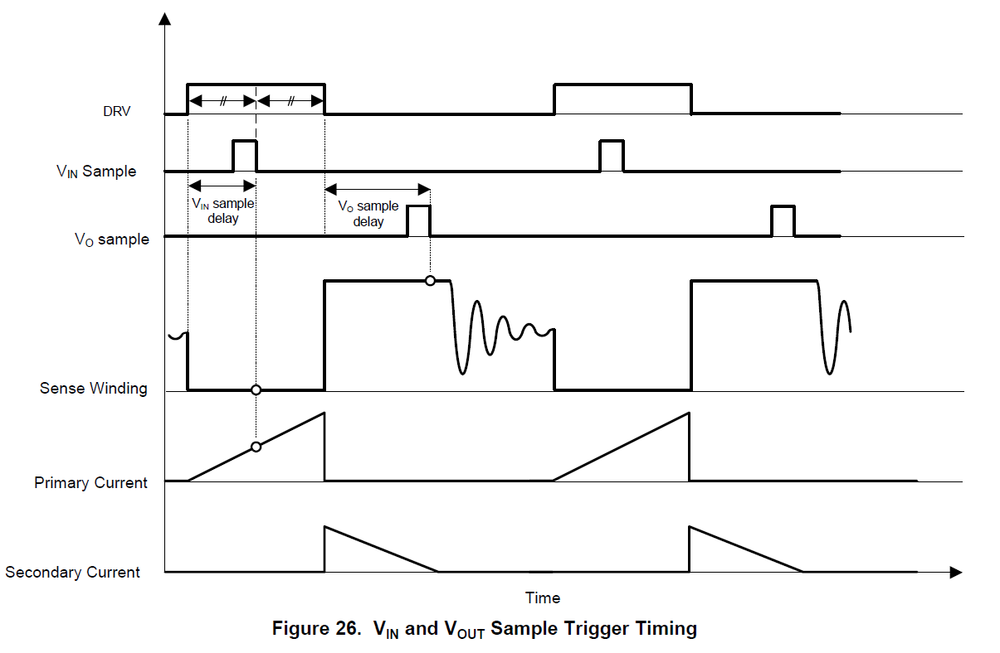 DRV
VIN Sample
VIN sample
delay
VO sample
delay
VO sample
Sense Winding
Primary Current
Secondary Current
Time
Figure 26. VIN and VOUT Sample Trigger Timing